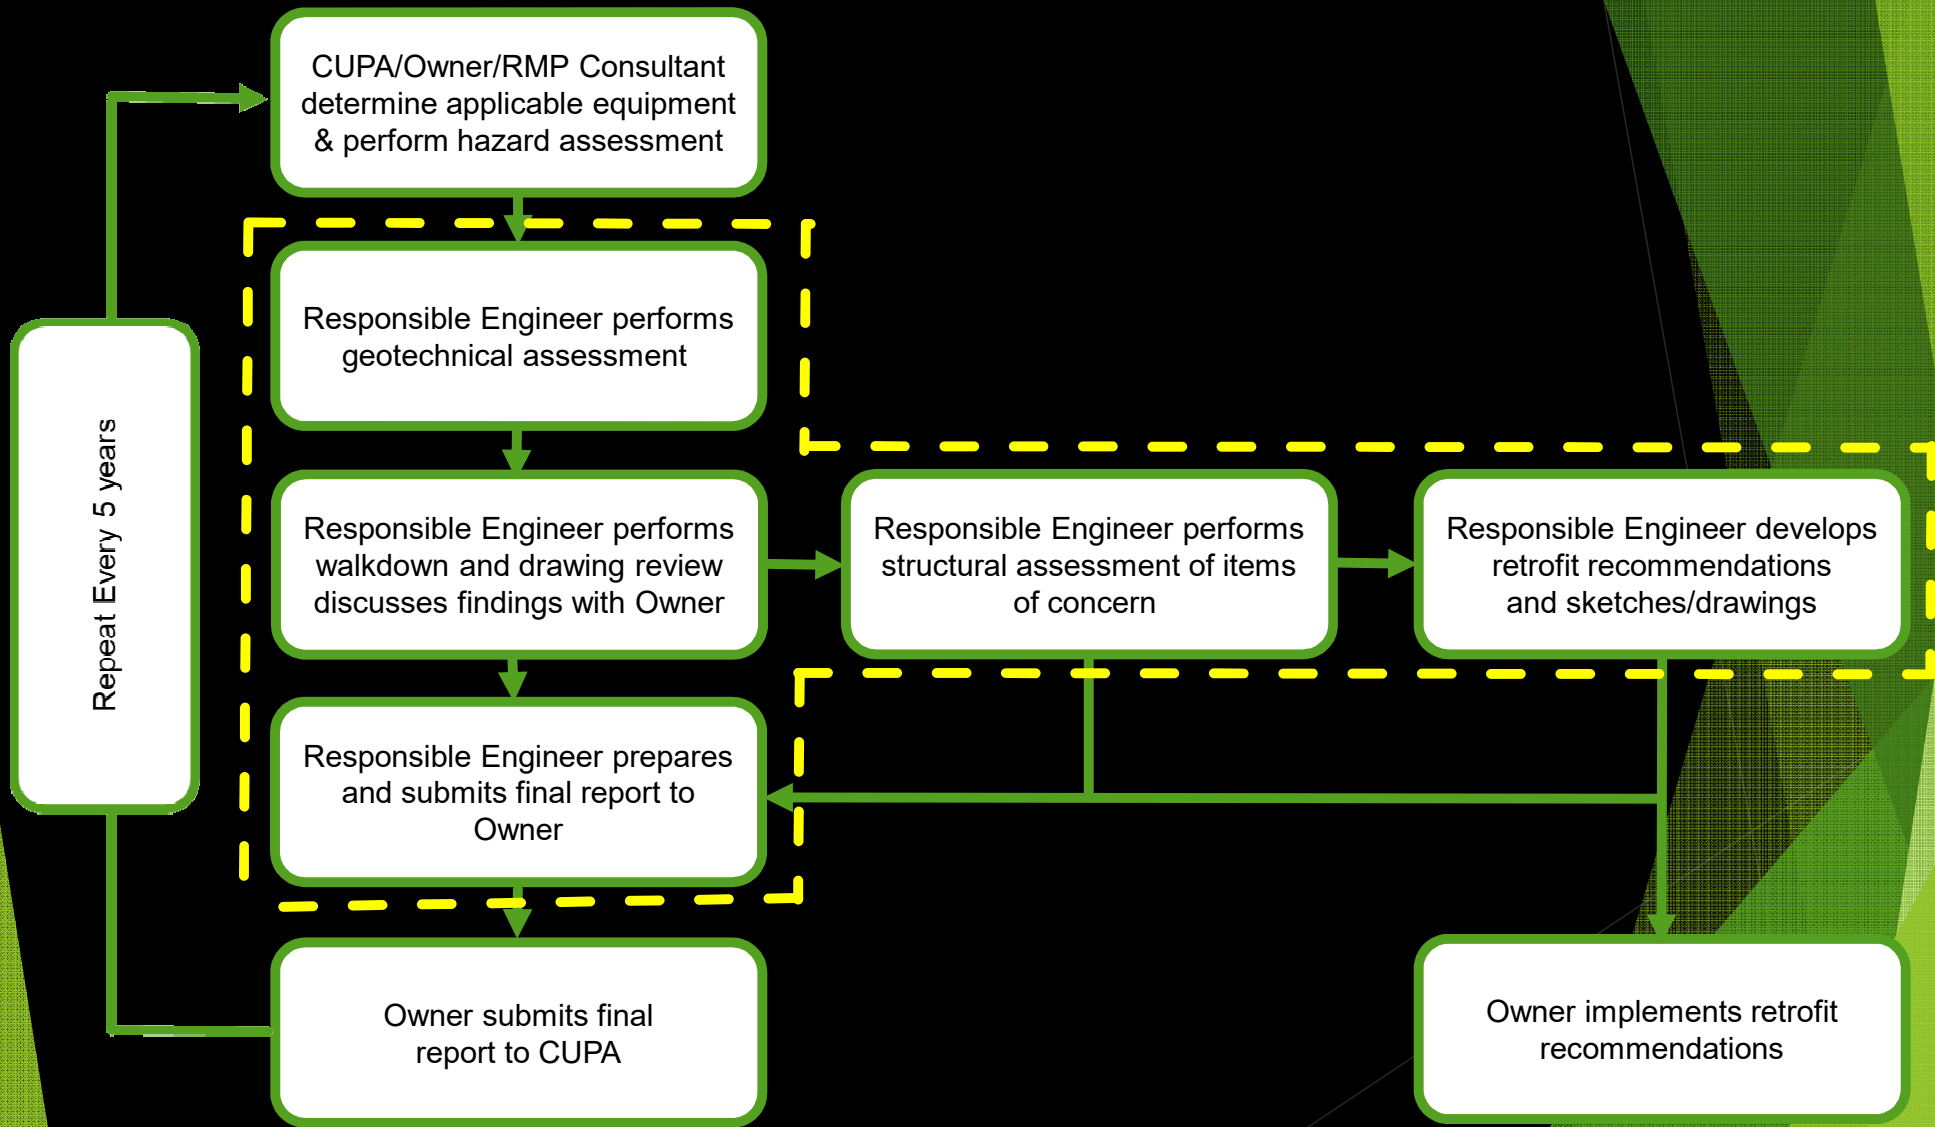 CUPA/Owner/RMP Consultant
determine applicable equipment
& perform hazard assessment
Responsible Engineer performs
geotechnical assessment
Repeat Every 5 years
Responsible Engineer performs
walkdown and drawing review
discusses findings with Owner
Responsible Engineer performs
structural assessment of items
of concern
Responsible Engineer develops
retrofit recommendations
and sketches/drawings
Responsible Engineer prepares
and submits final report to
Owner
Owner submits final
report to CUPA
Owner implements retrofit
recommendations